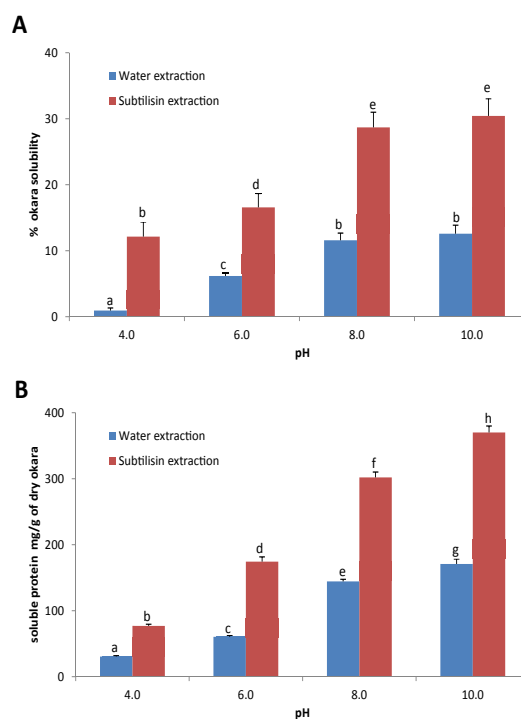 A
40
Water extraction
Subtilisin extraction
e
e
30
% okara solubility
20
d
b
b
b
10
c
a
0
4.0 6.0 8.0 10.0
pH
B
400
h
Water extraction
Subtilisin extraction
f
300
soluble protein mg/g of dry okara
200
d
g
e
100
b
c
a
0
4.0 6.0 8.0 10.0
pH